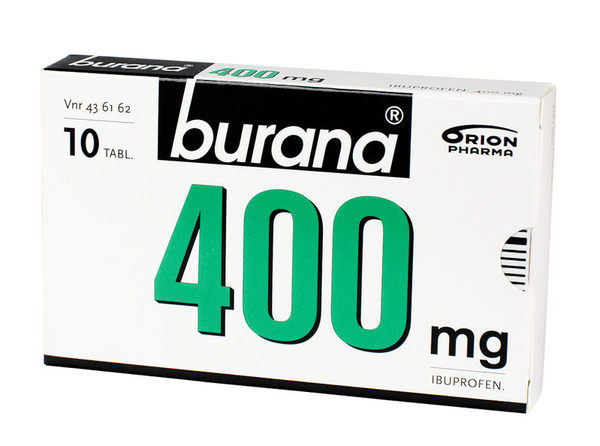 burana® 400 mg
IBUPROFEN. 400 mg
Vnr 43 61 62
10 TABL.
burana®
ORION
PHARMA
400 mg
IBUPROFEN.